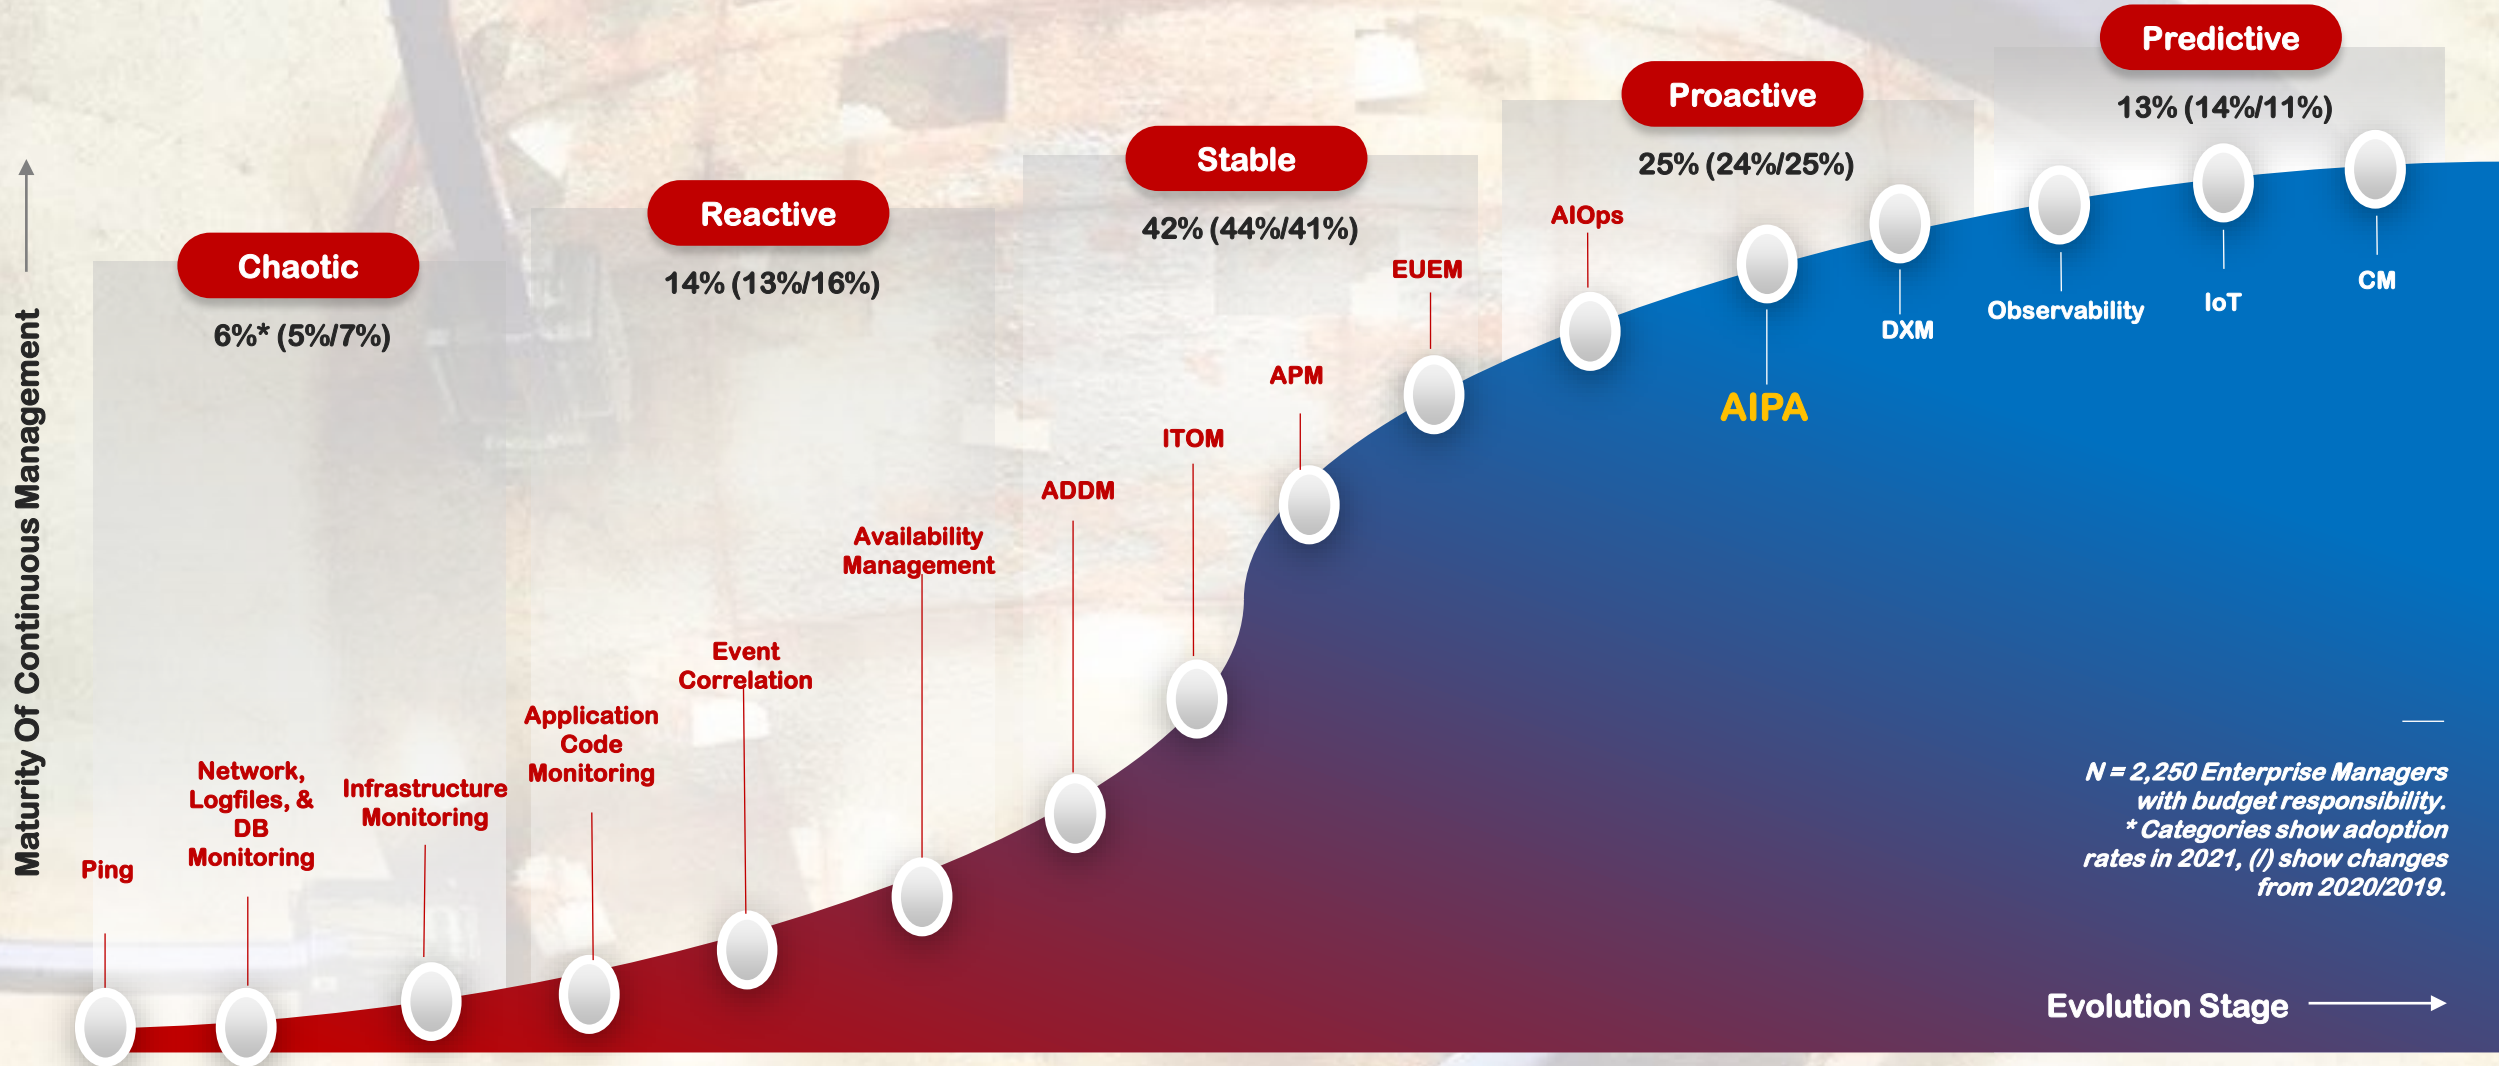 Maturity Of Continuous Management
Chaotic
6%* (5%/7%)
Reactive
14% (13%/16%)
Stable
42% (44%/41%)
Proactive
25% (24%/25%)
Predictive
13% (14%/11%)
Ping
Network,
Logfiles, &
DB
Monitoring
Infrastructure
Monitoring
Application
Code
Monitoring
Event
Correlation
Availability
Management
ADDM
ITOM
APM
EUEM
AIOps
AIPA
DXM
Observability
IoT
CM
N = 2,250 Enterprise Managers
with budget responsibility.
* Categories show adoption
rates in 2021, (/) show changes
from 2020/2019.
Evolution Stage